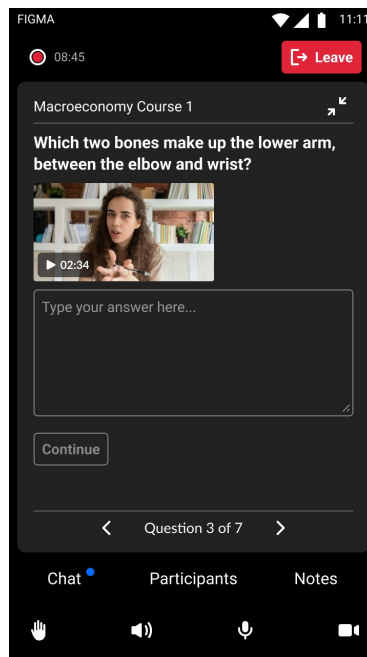 FIGMA
11:11
08:45
Leave
Macroeconomy Course 1
Which two bones make up the lower arm,
between the elbow and wrist?
02:34
Type your answer here...
Continue
Question 3 of 7
Chat
Participants
Notes